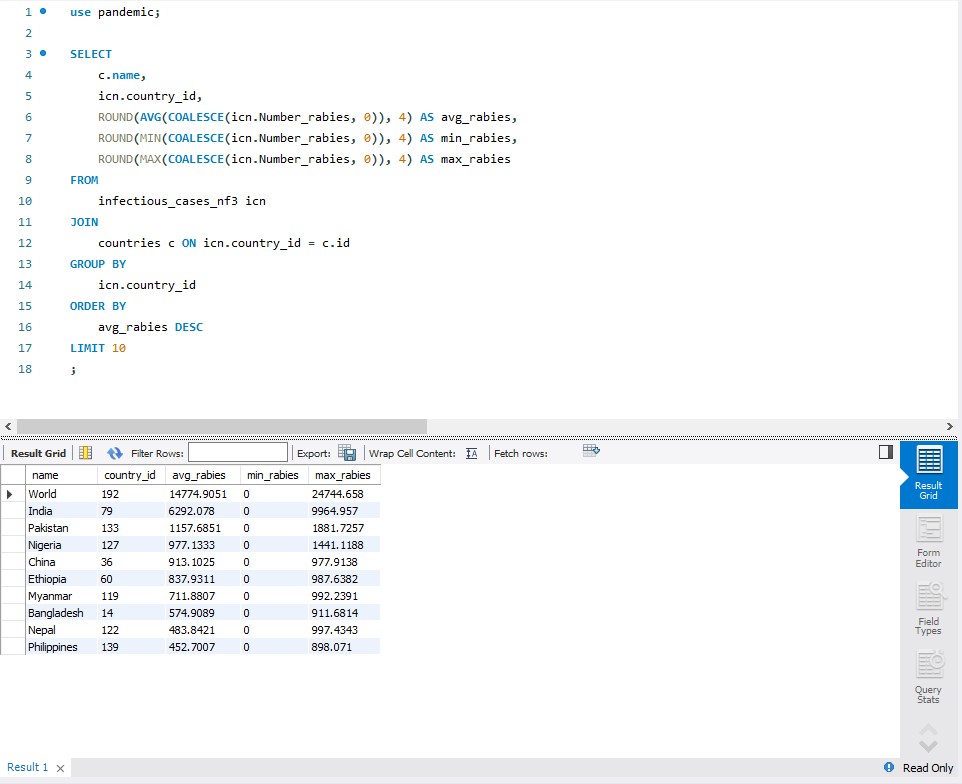 1 use pandemic;
2
3 SELECT
4 c.name,
5 icn.country_id,
6 ROUND(AVG(COALESCE(icn.Number_rabies, 0)), 4) AS avg_rabies,
7 ROUND(MIN(COALESCE(icn.Number_rabies, 0)), 4) AS min_rabies,
8 ROUND(MAX(COALESCE(icn.Number_rabies, 0)), 4) AS max_rabies
9 FROM
10 infectious_cases_nf3 icn
11 JOIN
12 countries c ON icn.country_id = c.id
13 GROUP BY
14 icn.country_id
15 ORDER BY
16 avg_rabies DESC
17 LIMIT 10
18 ;
Result Grid Filter Rows: Export: Wrap Cell Content: IA Fetch rows:
name country_id avg_rabies min_rabies max_rabies
World 192 14774.9051 0 24744.658
India 79 6292.078 0 9964.957
Pakistan 133 1157.6851 0 1881.7257
Nigeria 127 977.1333 0 1441.1188
China 36 913.1025 0 977.9138
Ethiopia 60 837.9311 0 987.6382
Myanmar 119 711.8807 0 992.2391
Bangladesh 14 574.9089 0 911.6814
Nepal 122 483.8421 0 997.4343
Philippines 139 452.7007 0 898.071
Result
Grid
Form
Editor
Field
Types
Query
Stats
Result 1 Read Only